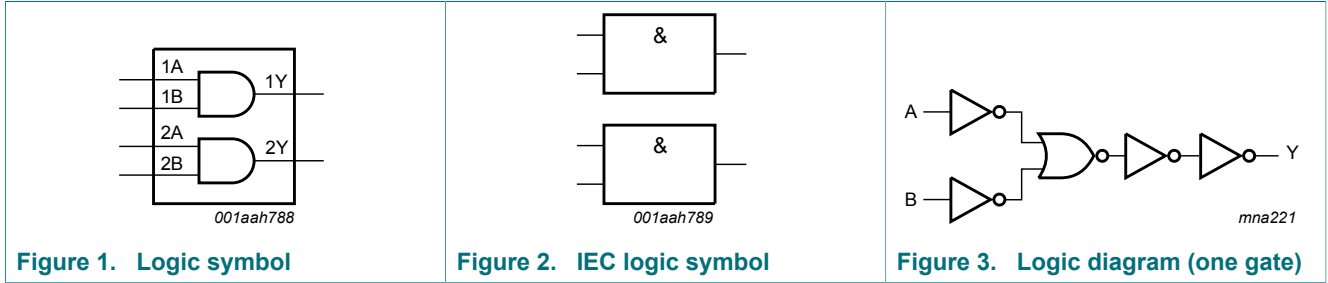 1A
1Y
1B
2A
2Y
2B
001aah788
Figure 1. Logic symbol
&
&
001aah789
Figure 2. IEC logic symbol
A
Y
B
mna221
Figure 3. Logic diagram (one gate)